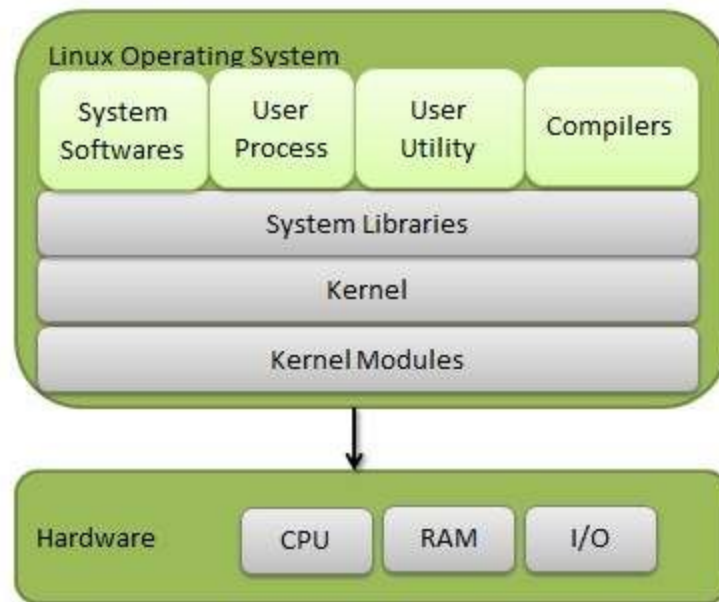 Linux Operating System
System
Softwares
User
Process
User
Utility
Compilers
System Libraries
Kernel
Kernel Modules
Hardware
CPU
RAM
I/O